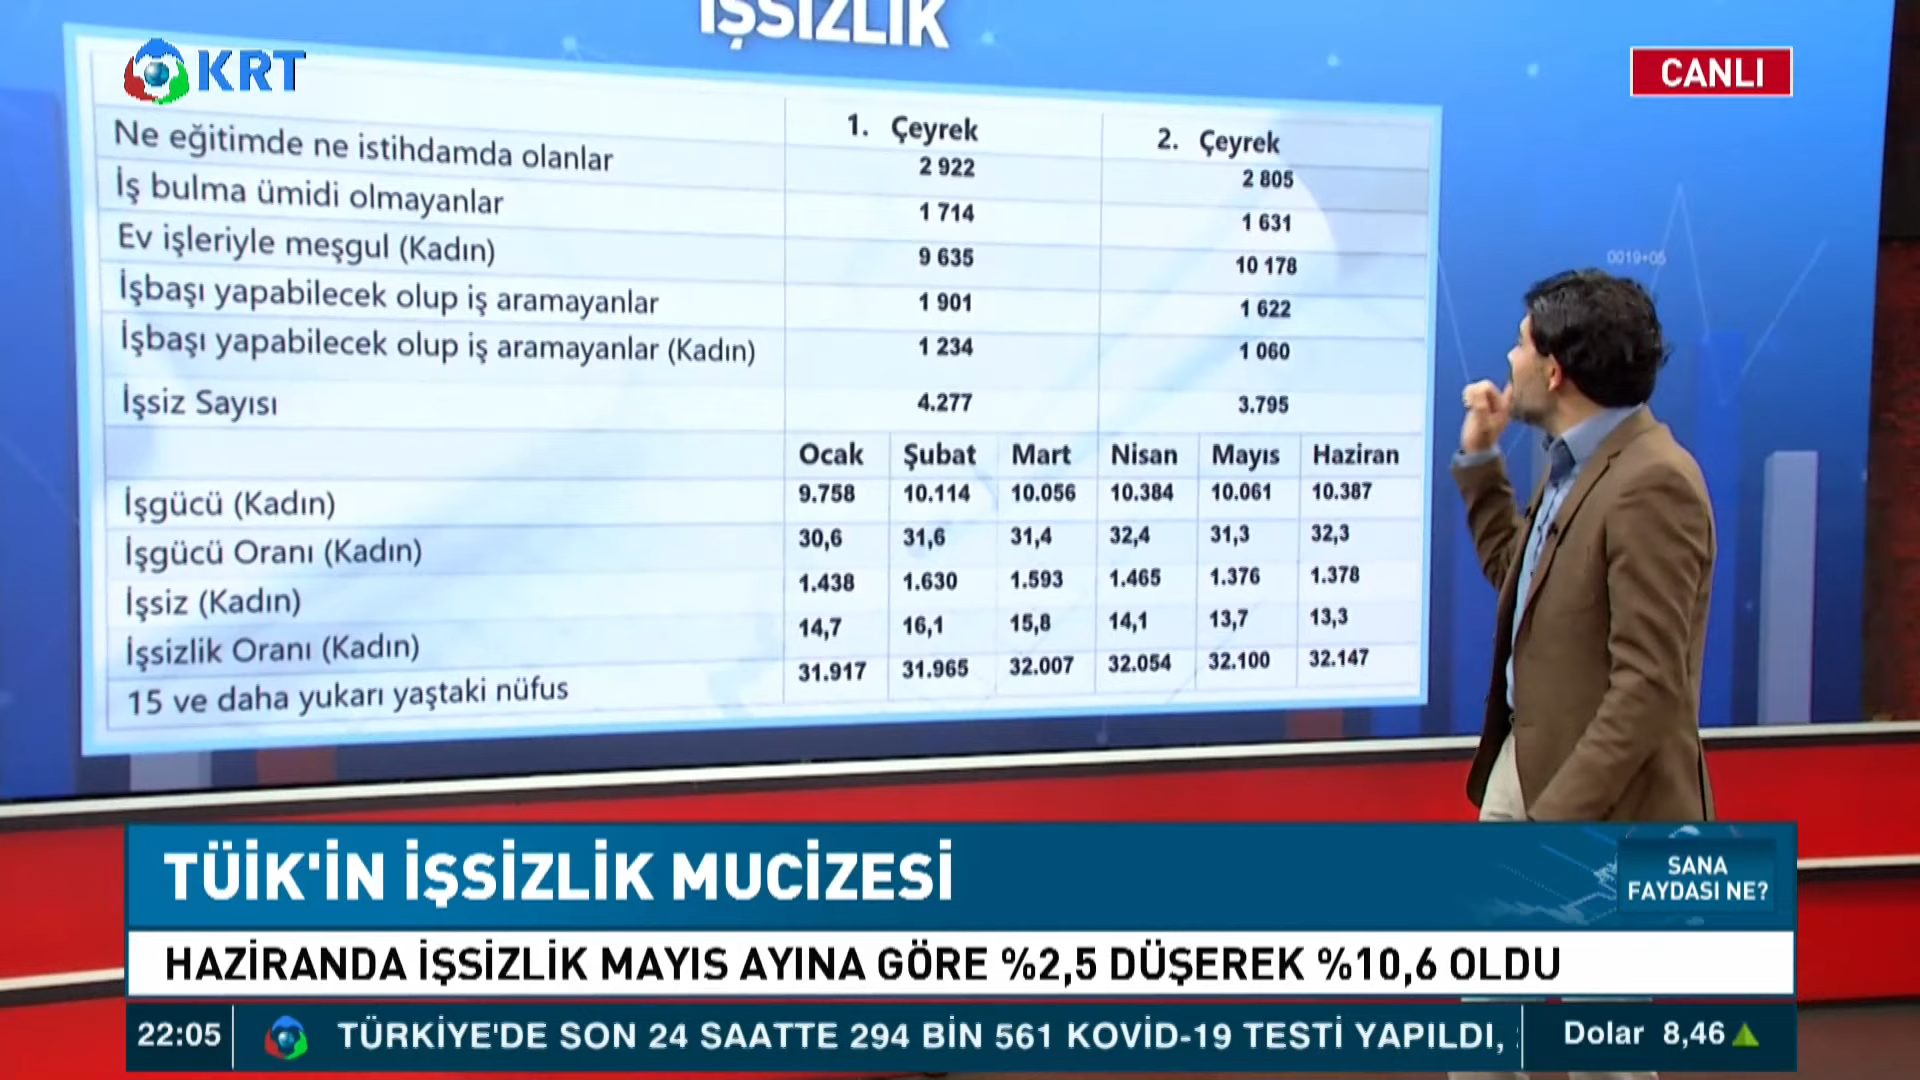 İŞSİZLİK
KRT
CANLI
1. Çeyrek 2. Çeyrek
Ne eğitimde ne istihdamda olanlar 2 922 2 805
İş bulma ümidi olmayanlar 1 714 1 631
Ev işleriyle meşgul (Kadın) 9 635 10 178
İşbaşı yapabilecek olup iş aramayanlar 1 901 1 622
İşbaşı yapabilecek olup iş aramayanlar (Kadın) 1 234 1 060
İşsiz Sayısı 4.277 3.795
Ocak Şubat Mart Nisan Mayıs Haziran
İşgücü (Kadın) 9.758 10.114 10.056 10.384 10.061 10.387
İşgücü Oranı (Kadın) 30,6 31,6 31,4 32,4 31,3 32,3
İşsiz (Kadın) 1.438 1.630 1.593 1.465 1.376 1.378
İşsizlik Oranı (Kadın) 14,7 16,1 15,8 14,1 13,7 13,3
15 ve daha yukarı yaştaki nüfus 31.917 31.965 32.007 32.054 32.100 32.147
0019+05
TÜİK'İN İŞSİZLİK MUCİZESİ
SANA
FAYDASI NE?
HAZİRANDA İŞSİZLİK MAYIS AYINA GÖRE %2,5 DÜŞEREK %10,6 OLDU
22:05 TÜRKİYE'DE SON 24 SAATTE 294 BİN 561 KOVİD-19 TESTİ YAPILDI, Dolar 8,46